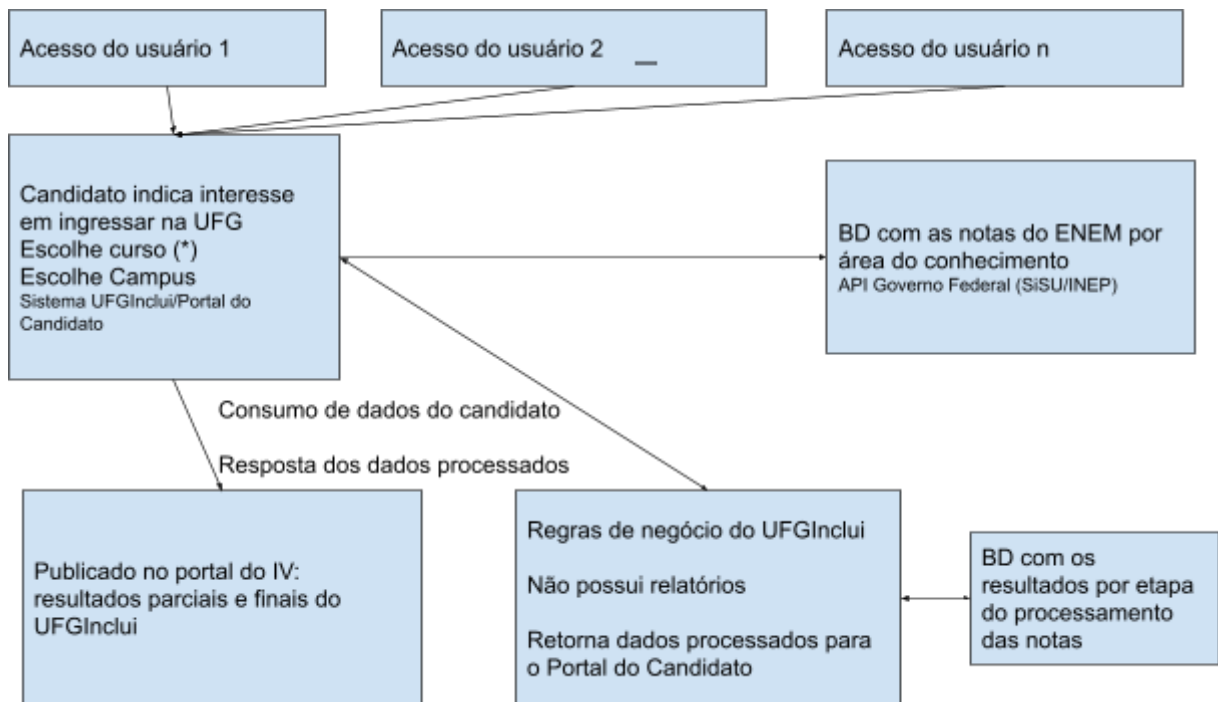 Acesso do usuário 1
Acesso do usuário 2
Acesso do usuário n
Candidato indica interesse
em ingressar na UFG
Escolhe curso (*)
Escolhe Campus
Sistema UFGInclui/Portal do
Candidato
BD com as notas do ENEM por
área do conhecimento
API Governo Federal (SiSU/INEP)
Consumo de dados do candidato
Resposta dos dados processados
Publicado no portal do IV:
resultados parciais e finais do
UFGInclui
Regras de negócio do UFGInclui
Não possui relatórios
Retorna dados processados para
o Portal do Candidato
BD com os
resultados por etapa
do processamento
das notas